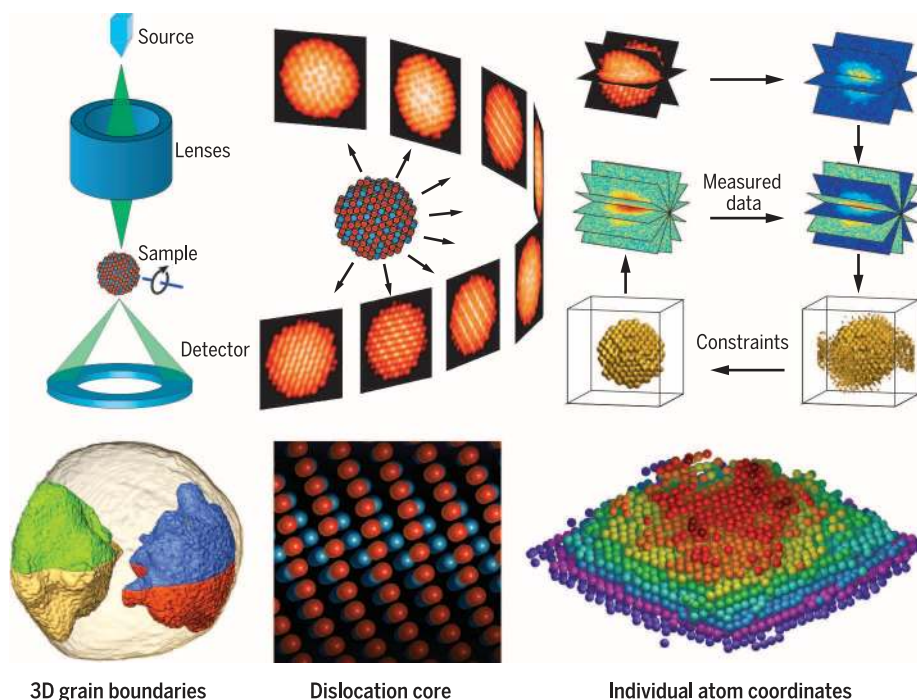 Source
Lenses
Sample
Detector
Measured
data
Constraints
3D grain boundaries
Dislocation core
Individual atom coordinates